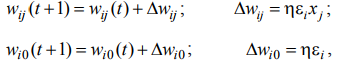 w_ij (t+1) = w_ij (t) + Δw_ij ; Δw_ij = ηε_i x_j ;
w_i0 (t+1) = w_i0 (t) + Δw_i0 ; Δw_i0 = ηε_i ,